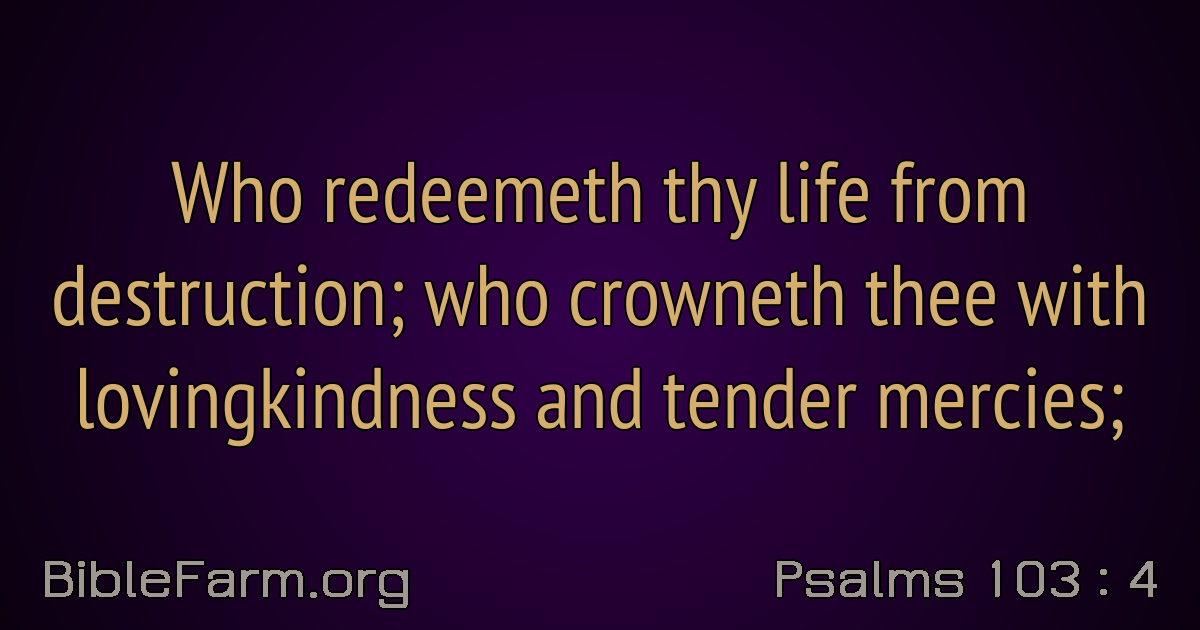 Who redeemeth thy life from
destruction; who crowneth thee with
lovingkindness and tender mercies;
BibleFarm.org
Psalms 103 : 4